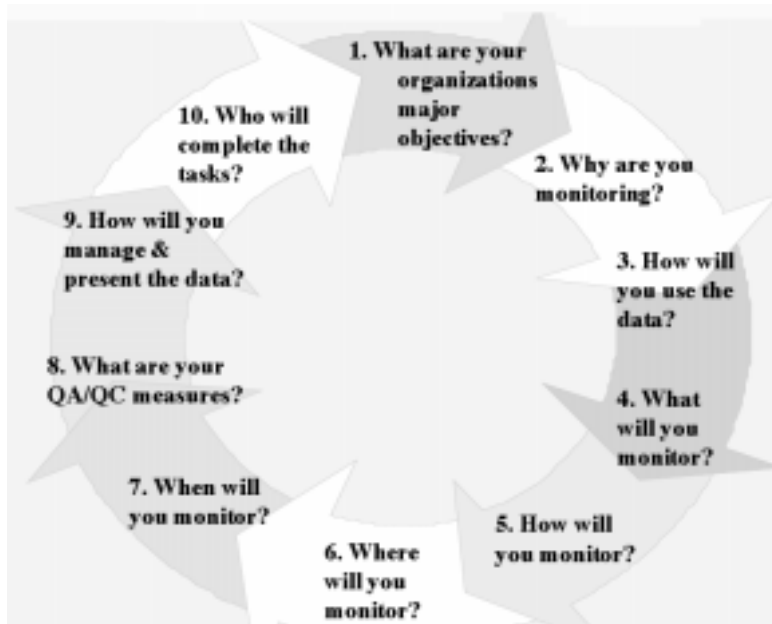 1. What are your
organizations
major
objectives?
2. Why are you
monitoring?
3. How will
you use the
data?
4. What
will you
monitor?
5. How will
you monitor?
6. Where
will you
monitor?
7. When will
you monitor?
8. What are your
QA/QC measures?
9. How will you
manage &
present the data?
10. Who will
complete the
tasks?